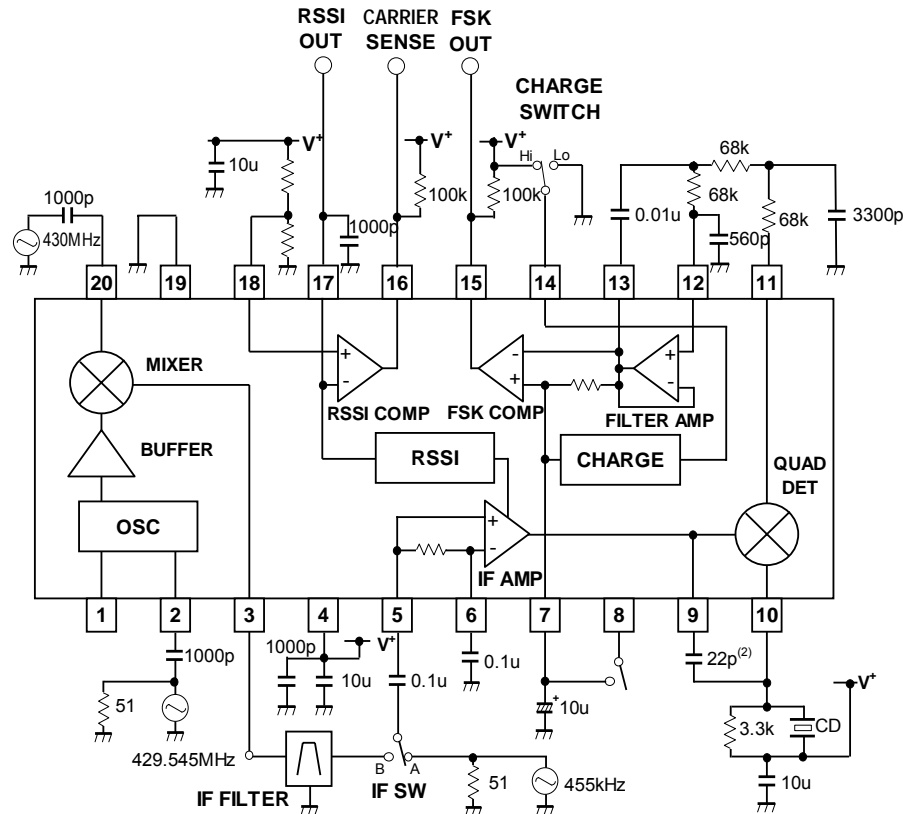 RSSI OUT
CARRIER SENSE
FSK OUT
CHARGE SWITCH
V+
10u
V+
100k
V+
100k
Hi
Lo
68k
68k
68k
3300p
0.01u
560p
1000p
430MHz
1000p
20
19
18
17
16
15
14
13
12
11
MIXER
BUFFER
OSC
+
-
RSSI COMP
-
+
FSK COMP
+
-
FILTER AMP
RSSI
CHARGE
QUAD DET
+
-
IF AMP
1
2
3
4
5
6
7
8
9
10
1000p
51
429.545MHz
1000p
10u
V+
0.1u
0.1u
+
10u
22p(2)
V+
3.3k
CD
10u
IF FILTER
B
A
IF SW
51
455kHz